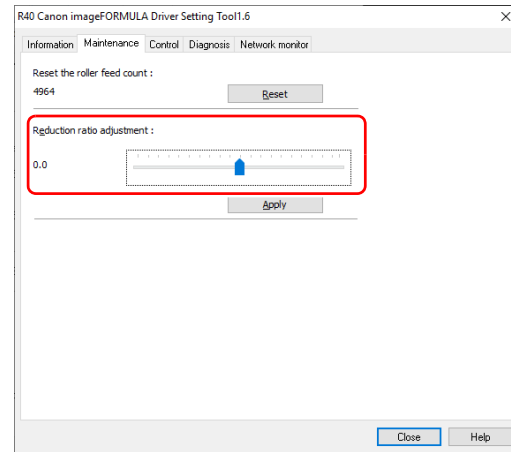 R40 Canon imageFORMULA Driver Setting Tool1.6
Information Maintenance Control Diagnosis Network monitor
Reset the roller feed count :
4964
Reset
Reduction ratio adjustment :
0.0
Apply
Close Help